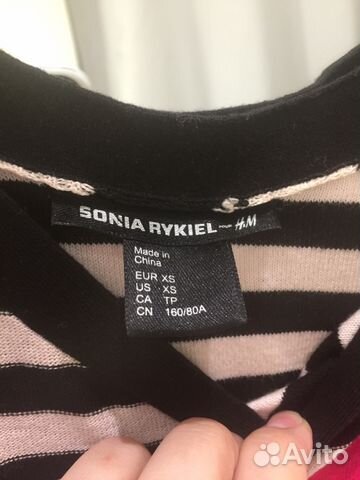 SONIA RYKIEL POUR H&M
Made in
China
EUR XS
US XS
CA TP
CN 160/80A
Avito